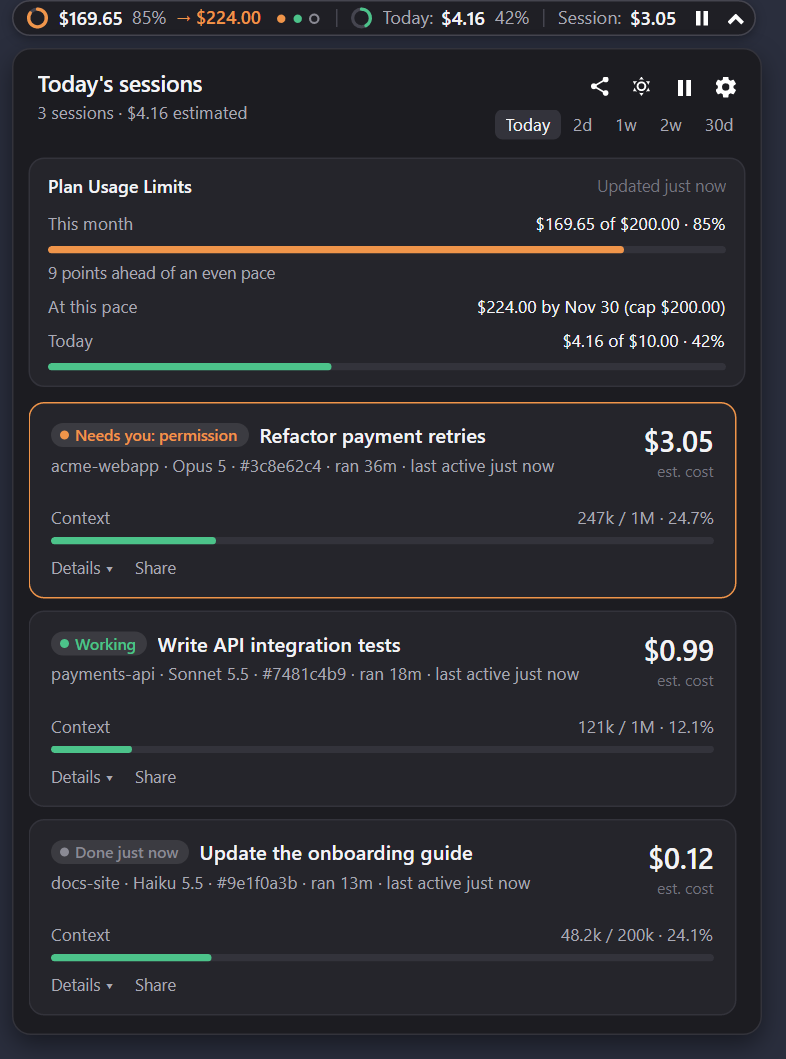 $169.65 85% → $224.00 Today: $4.16 42% Session: $3.05
Today's sessions
3 sessions · $4.16 estimated
Today 2d 1w 2w 30d
Plan Usage Limits Updated just now
This month $169.65 of $200.00 · 85%
9 points ahead of an even pace
At this pace $224.00 by Nov 30 (cap $200.00)
Today $4.16 of $10.00 · 42%
Needs you: permission Refactor payment retries $3.05
acme-webapp · Opus 5 · #3c8e62c4 · ran 36m · last active just now est. cost
Context 247k / 1M · 24.7%
Details ▾ Share
Working Write API integration tests $0.99
payments-api · Sonnet 5.5 · #7481c4b9 · ran 18m · last active just now est. cost
Context 121k / 1M · 12.1%
Details ▾ Share
Done just now Update the onboarding guide $0.12
docs-site · Haiku 5.5 · #9e1f0a3b · ran 13m · last active just now est. cost
Context 48.2k / 200k · 24.1%
Details ▾ Share